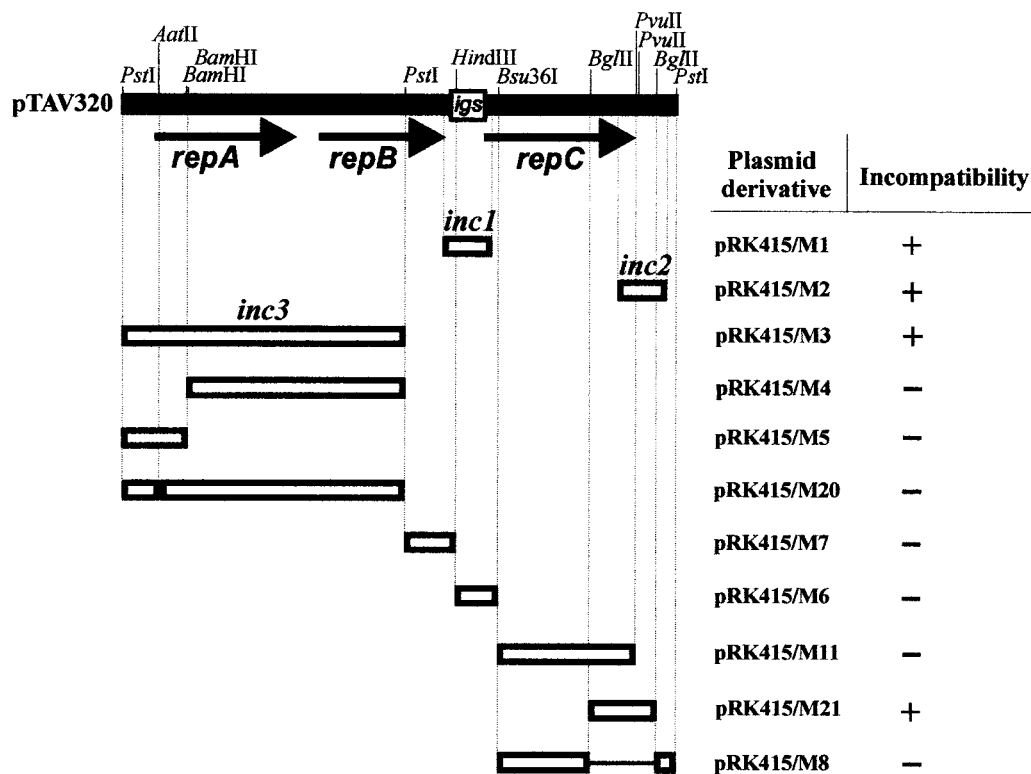 PvuII
AatII
PvuII
BamHI
HindIII
BglII
BglII
PstI
BamHI
PstI
Bsu36I
PstI
pTAV320
igs
repA
repB
repC
Plasmid derivative
Incompatibility
inc1
pRK415/M1
+
inc2
pRK415/M2
+
inc3
pRK415/M3
+
pRK415/M4
−
pRK415/M5
−
pRK415/M20
−
pRK415/M7
−
pRK415/M6
−
pRK415/M11
−
pRK415/M21
+
pRK415/M8
−